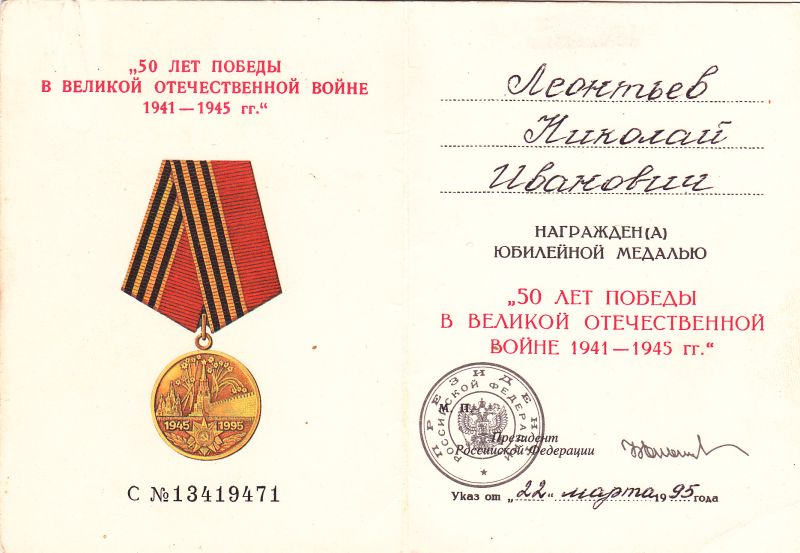 „50 ЛЕТ ПОБЕДЫ
В ВЕЛИКОЙ ОТЕЧЕСТВЕННОЙ ВОЙНЕ
1941—1945 гг.“
1945 1995
С №13419471
Леонтьев
Николай
Иванович
НАГРАЖДЕН(А)
ЮБИЛЕЙНОЙ МЕДАЛЬЮ
„50 ЛЕТ ПОБЕДЫ
В ВЕЛИКОЙ ОТЕЧЕСТВЕННОЙ
ВОЙНЕ 1941—1945 гг.“
ПРЕЗИДЕНТ
РОССИЙСКОЙ ФЕДЕРАЦИИ
М. П.
Президент
Российской Федерации
Указ от „22“ марта 1995 года